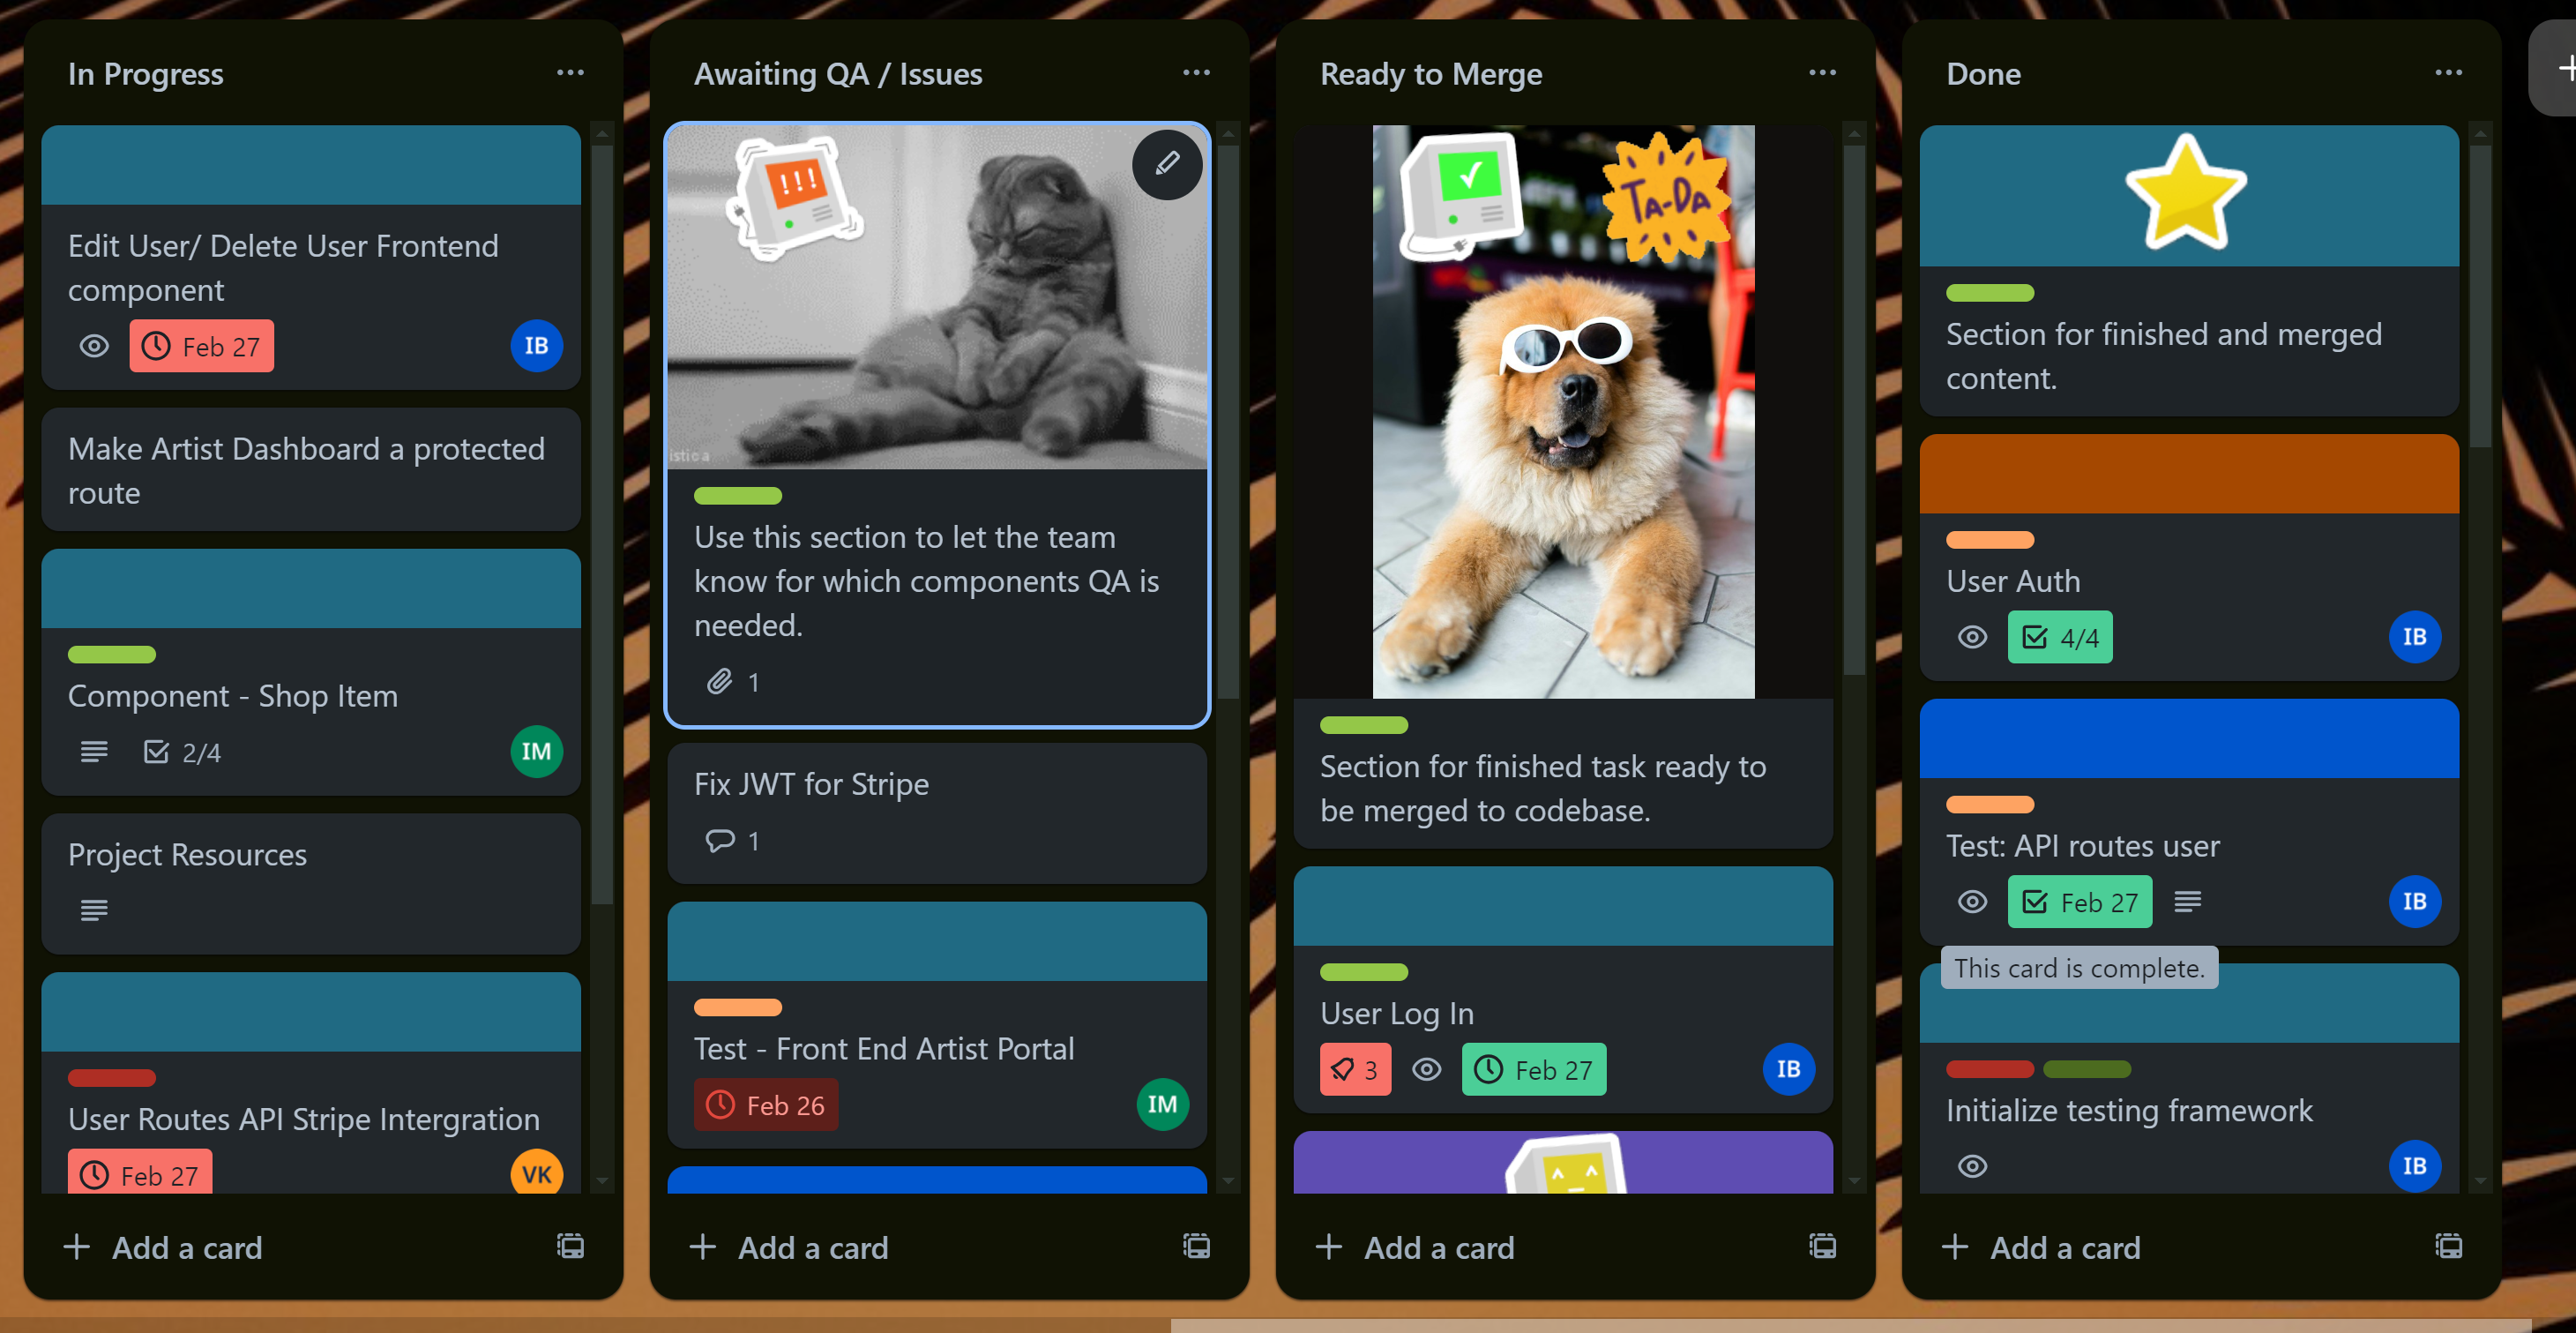 In Progress
Edit User/ Delete User Frontend
component
Feb 27
IB
Make Artist Dashboard a protected
route
Component - Shop Item
2/4
IM
Project Resources
User Routes API Stripe Intergration
Feb 27
VK
Add a card
Awaiting QA / Issues
!!!
Use this section to let the team
know for which components QA is
needed.
1
Fix JWT for Stripe
1
Test - Front End Artist Portal
Feb 26
IM
Add a card
Ready to Merge
TA-DA
Section for finished task ready to
be merged to codebase.
User Log In
3
Feb 27
IB
Add a card
Done
Section for finished and merged
content.
User Auth
4/4
IB
Test: API routes user
Feb 27
IB
This card is complete.
Initialize testing framework
IB
Add a card